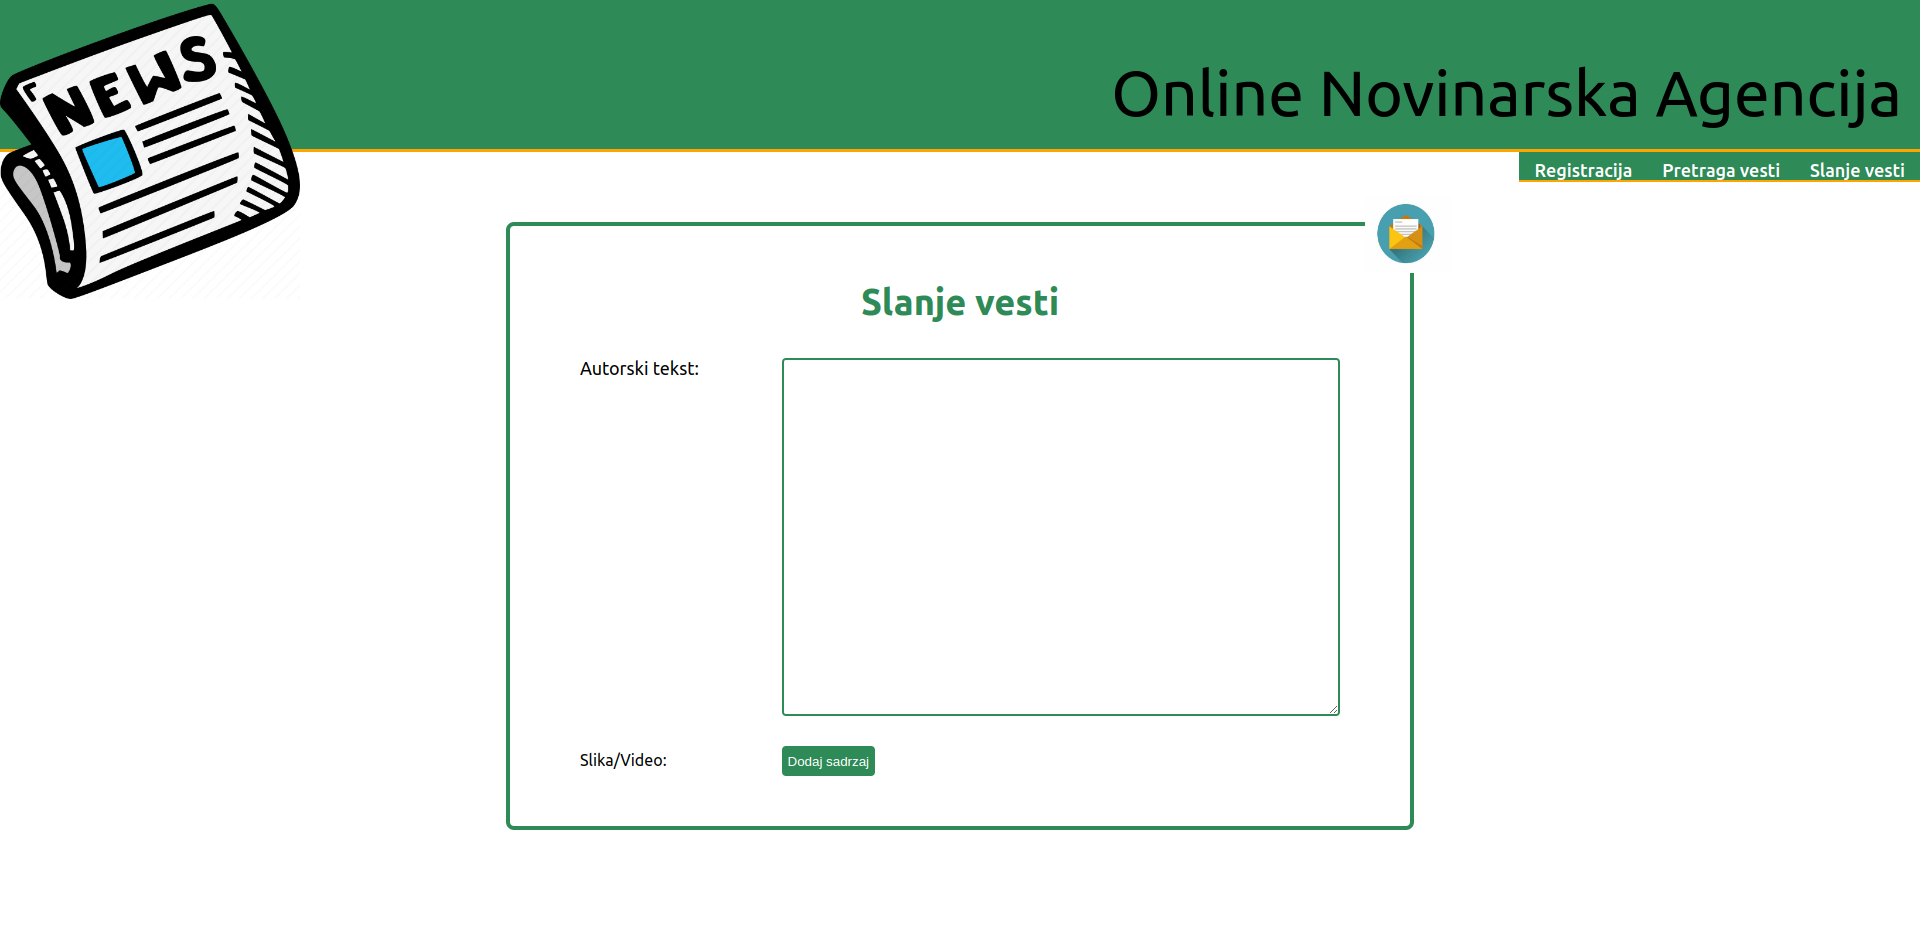 NEWS
Online Novinarska Agencija
Registracija Pretraga vesti Slanje vesti
Slanje vesti
Autorski tekst:
Slika/Video:
Dodaj sadrzaj